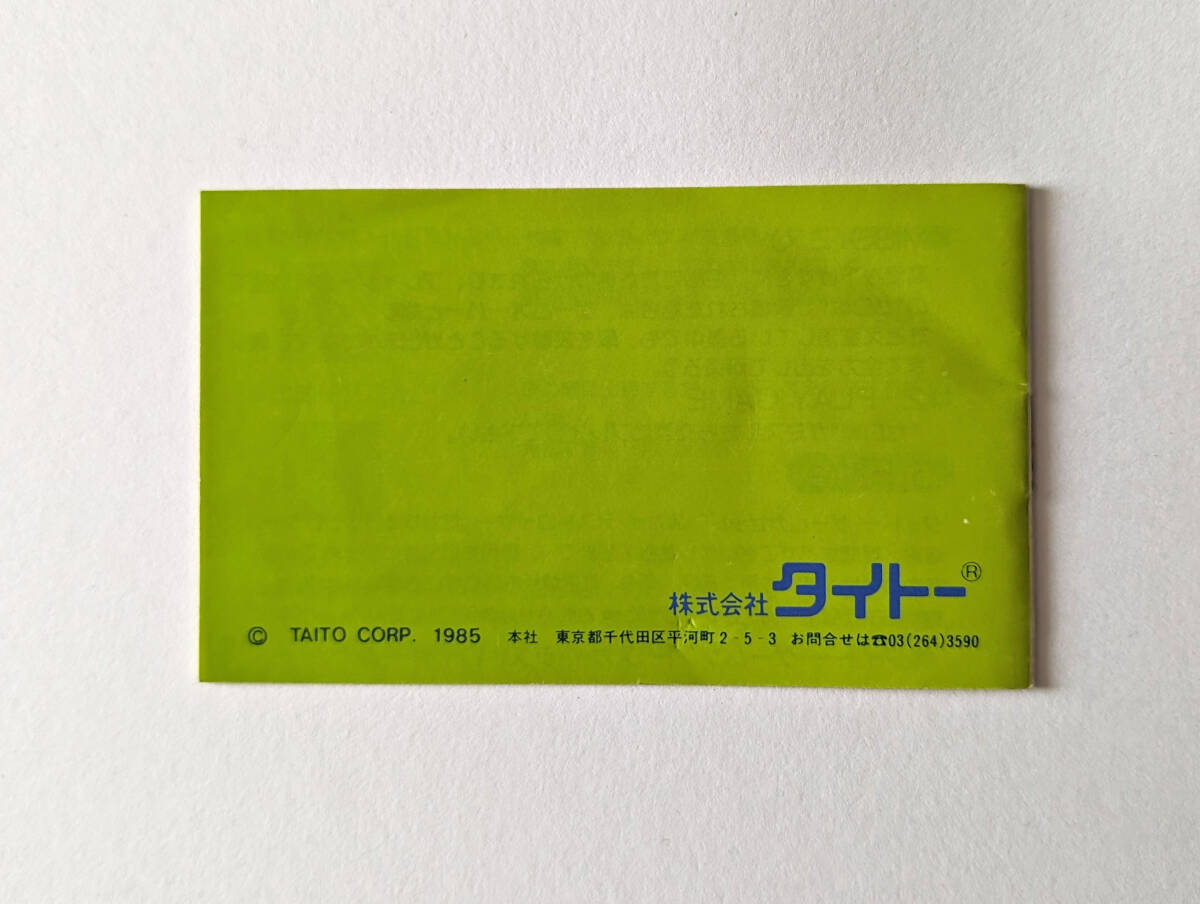 株式会社 タイトー®
© TAITO CORP. 1985 本社 東京都千代田区平河町2-5-3 お問合せは☎03(264)3590